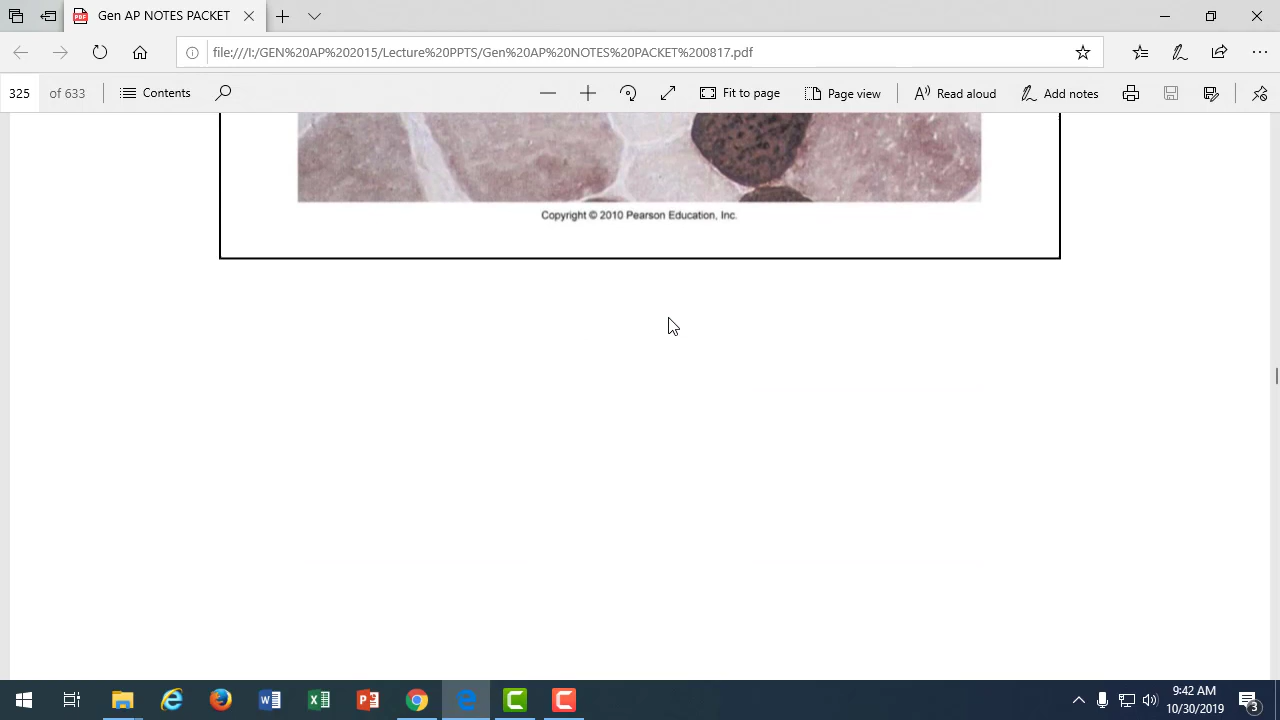 Gen AP NOTES PACKET
file:///I:/GEN%20AP%202015/Lecture%20PPTS/Gen%20AP%20NOTES%20PACKET%200817.pdf
325 of 633 Contents Fit to page Page view Read aloud Add notes
Copyright © 2010 Pearson Education, Inc.
9:42 AM
10/30/2019
3